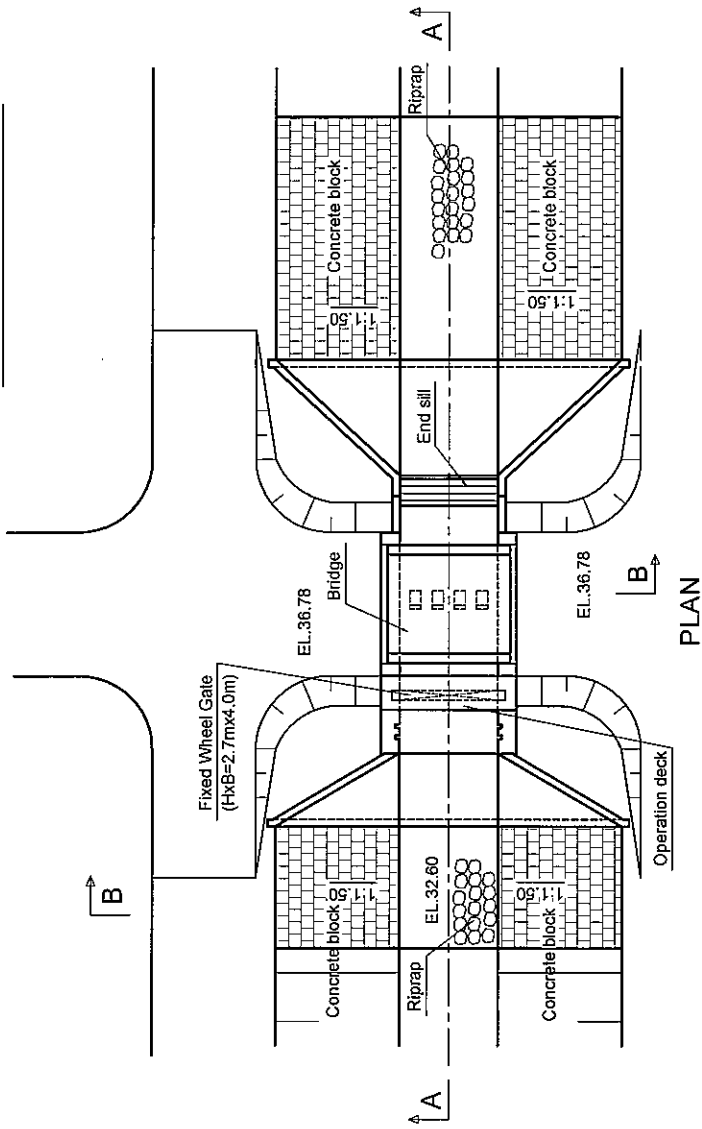 B
A
A
Fixed Wheel Gate
(HxB=2.7mx4.0m)
EL.36.78
Bridge
End sill
Concrete block
1:1.50
Riprap
Concrete block
1:1.50
EL.32.60
Riprap
Concrete block
1:1.50
Concrete block
1:1.50
Operation deck
EL.36.78
B
PLAN